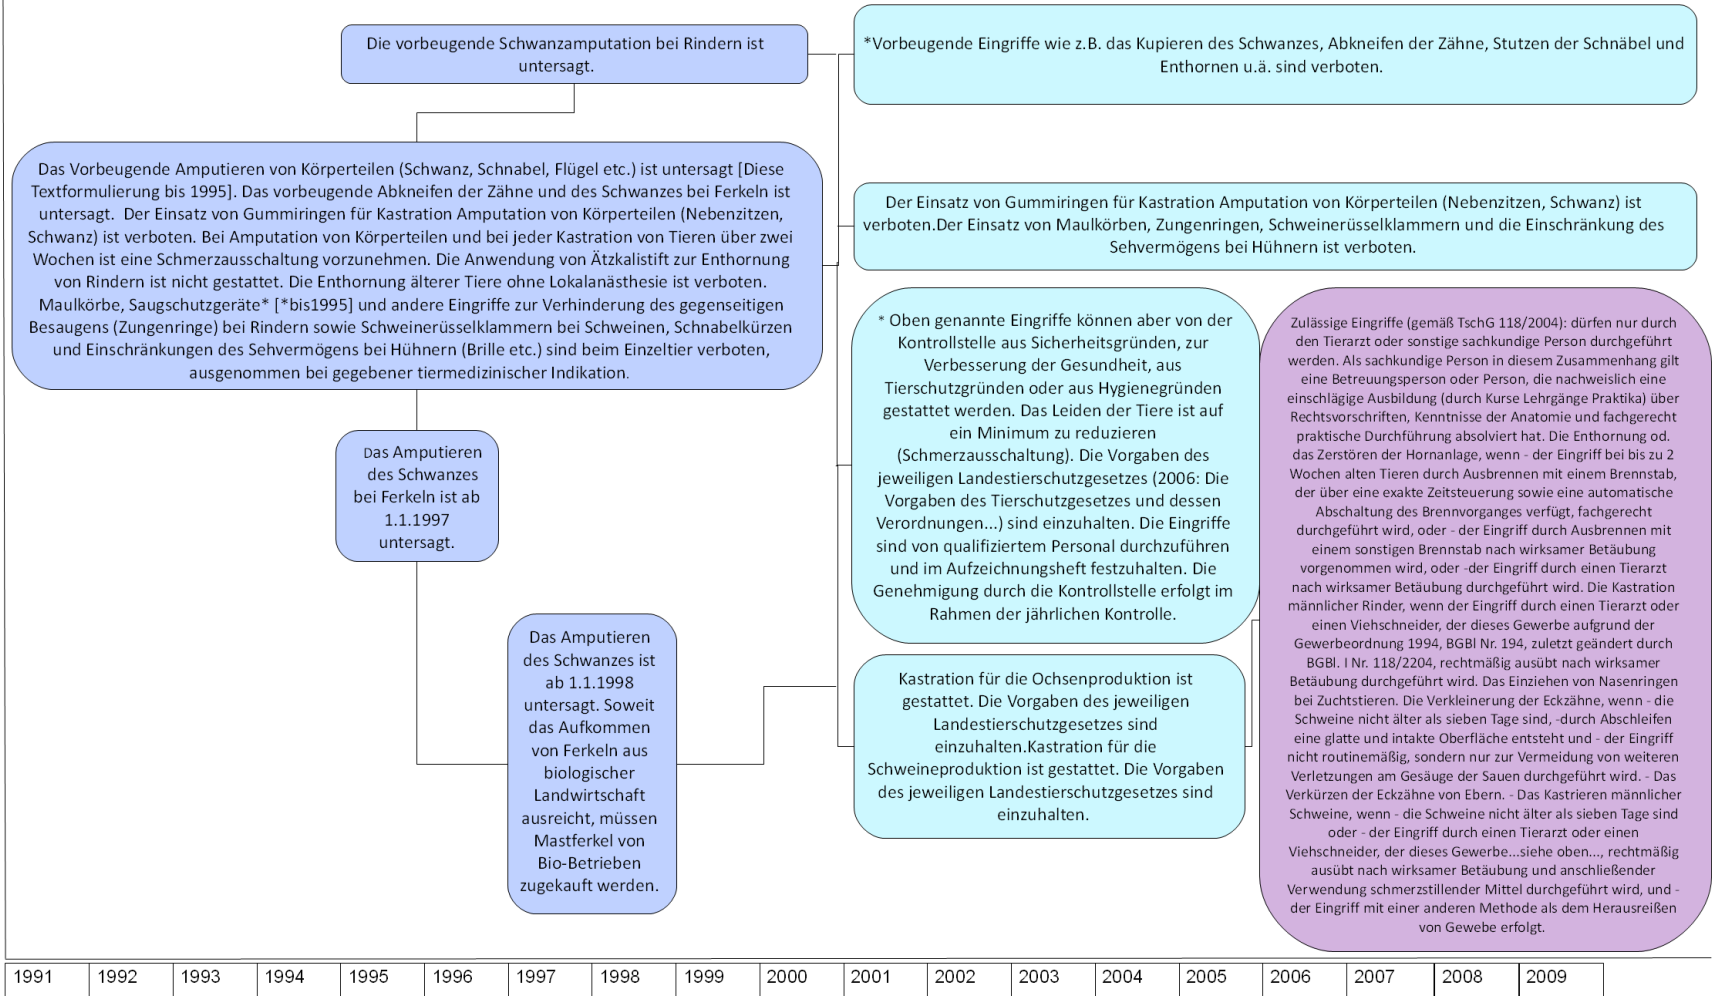 Die vorbeugende Schwanzamputation bei Rindern ist
untersagt.
*Vorbeugende Eingriffe wie z.B. das Kupieren des Schwanzes, Abkneifen der Zähne, Stutzen der Schnäbel und
Enthornen u.ä. sind verboten.
Das Vorbeugende Amputieren von Körperteilen (Schwanz, Schnabel, Flügel etc.) ist untersagt [Diese
Textformulierung bis 1995]. Das vorbeugende Abkneifen der Zähne und des Schwanzes bei Ferkeln ist
untersagt. Der Einsatz von Gummiringen für Kastration Amputation von Körperteilen (Nebenzitzen,
Schwanz) ist verboten. Bei Amputation von Körperteilen und bei jeder Kastration von Tieren über zwei
Wochen ist eine Schmerzausschaltung vorzunehmen. Die Anwendung von Ätzkalistift zur Enthornung
von Rindern ist nicht gestattet. Die Enthornung älterer Tiere ohne Lokalanästhesie ist verboten.
Maulkörbe, Saugschutzgeräte* [*bis1995] und andere Eingriffe zur Verhinderung des gegenseitigen
Besaugens (Zungenringe) bei Rindern sowie Schweinerüsselklammern bei Schweinen, Schnabelkürzen
und Einschränkungen des Sehvermögens bei Hühnern (Brille etc.) sind beim Einzeltier verboten,
ausgenommen bei gegebener tiermedizinischer Indikation.
Der Einsatz von Gummiringen für Kastration Amputation von Körperteilen (Nebenzitzen, Schwanz) ist
verboten.Der Einsatz von Maulkörben, Zungenringen, Schweinerüsselklammern und die Einschränkung des
Sehvermögens bei Hühnern ist verboten.
Das Amputieren
des Schwanzes
bei Ferkeln ist ab
1.1.1997
untersagt.
Das Amputieren
des Schwanzes ist
ab 1.1.1998
untersagt. Soweit
das Aufkommen
von Ferkeln aus
biologischer
Landwirtschaft
ausreicht, müssen
Mastferkel von
Bio-Betrieben
zugekauft werden.
* Oben genannte Eingriffe können aber von der
Kontrollstelle aus Sicherheitsgründen, zur
Verbesserung der Gesundheit, aus
Tierschutzgründen oder aus Hygienegründen
gestattet werden. Das Leiden der Tiere ist auf
ein Minimum zu reduzieren
(Schmerzausschaltung). Die Vorgaben des
jeweiligen Landestierschutzgesetzes (2006: Die
Vorgaben des Tierschutzgesetzes und dessen
Verordnungen...) sind einzuhalten. Die Eingriffe
sind von qualifiziertem Personal durchzuführen
und im Aufzeichnungsheft festzuhalten. Die
Genehmigung durch die Kontrollstelle erfolgt im
Rahmen der jährlichen Kontrolle.
Kastration für die Ochsenproduktion ist
gestattet. Die Vorgaben des jeweiligen
Landestierschutzgesetzes sind
einzuhalten.Kastration für die
Schweineproduktion ist gestattet. Die Vorgaben
des jeweiligen Landestierschutzgesetzes sind
einzuhalten.
Zulässige Eingriffe (gemäß TschG 118/2004): dürfen nur durch
den Tierarzt oder sonstige sachkundige Person durchgeführt
werden. Als sachkundige Person in diesem Zusammenhang gilt
eine Betreuungsperson oder Person, die nachweislich eine
einschlägige Ausbildung (durch Kurse Lehrgänge Praktika) über
Rechtsvorschriften, Kenntnisse der Anatomie und fachgerecht
praktische Durchführung absolviert hat. Die Enthornung od.
das Zerstören der Hornanlage, wenn - der Eingriff bei bis zu 2
Wochen alten Tieren durch Ausbrennen mit einem Brennstab,
der über eine exakte Zeitsteuerung sowie eine automatische
Abschaltung des Brennvorganges verfügt, fachgerecht
durchgeführt wird, oder - der Eingriff durch Ausbrennen mit
einem sonstigen Brennstab nach wirksamer Betäubung
vorgenommen wird, oder -der Eingriff durch einen Tierarzt
nach wirksamer Betäubung durchgeführt wird. Die Kastration
männlicher Rinder, wenn der Eingriff durch einen Tierarzt oder
einen Viehschneider, der dieses Gewerbe aufgrund der
Gewerbeordnung 1994, BGBl Nr. 194, zuletzt geändert durch
BGBl. I Nr. 118/2204, rechtmäßig ausübt nach wirksamer
Betäubung durchgeführt wird. Das Einziehen von Nasenringen
bei Zuchtstieren. Die Verkleinerung der Eckzähne, wenn - die
Schweine nicht älter als sieben Tage sind, -durch Abschleifen
eine glatte und intakte Oberfläche entsteht und - der Eingriff
nicht routinemäßig, sondern nur zur Vermeidung von weiteren
Verletzungen am Gesäuge der Sauen durchgeführt wird. - Das
Verkürzen der Eckzähne von Ebern. - Das Kastrieren männlicher
Schweine, wenn - die Schweine nicht älter als sieben Tage sind
oder - der Eingriff durch einen Tierarzt oder einen
Viehschneider, der dieses Gewerbe...siehe oben..., rechtmäßig
ausübt nach wirksamer Betäubung und anschließender
Verwendung schmerzstillender Mittel durchgeführt wird, und -
der Eingriff mit einer anderen Methode als dem Herausreißen
von Gewebe erfolgt.
1991 1992 1993 1994 1995 1996 1997 1998 1999 2000 2001 2002 2003 2004 2005 2006 2007 2008 2009